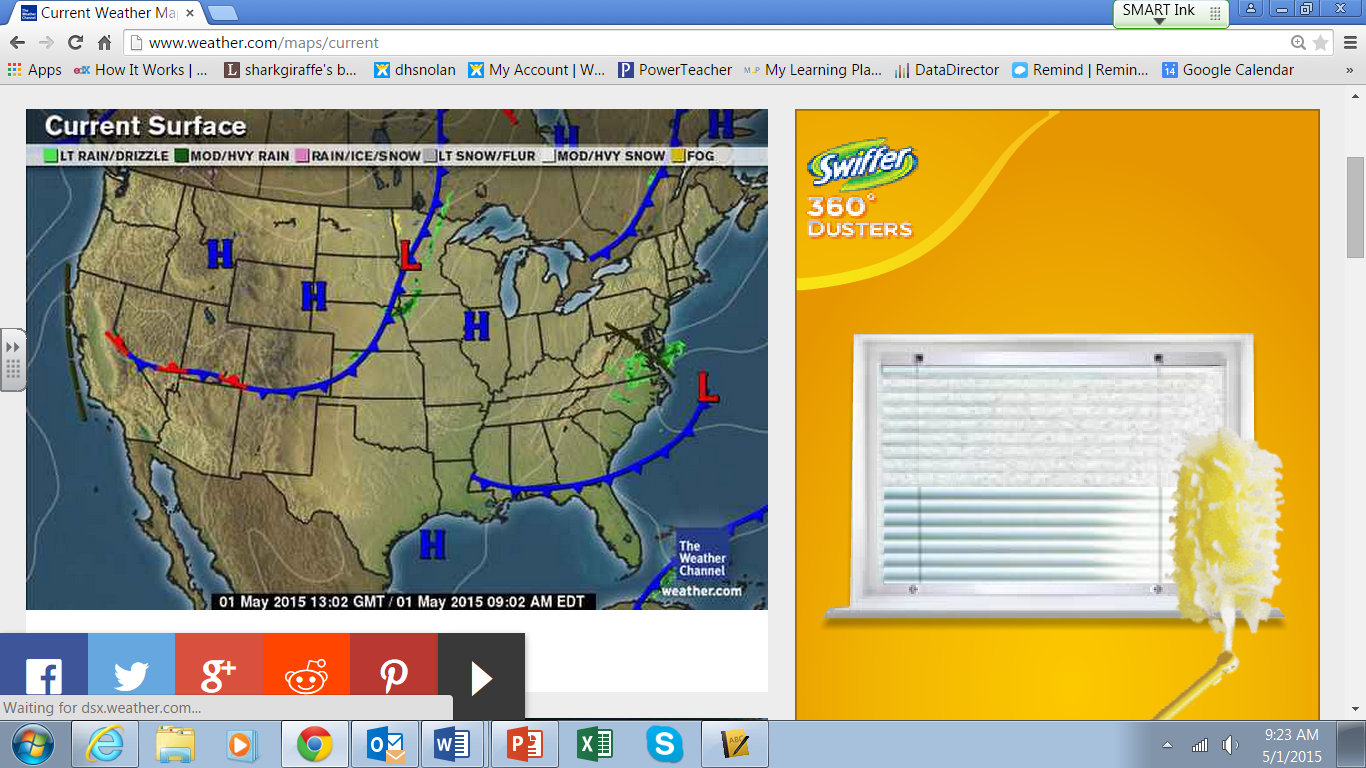 Current Weather Ma
SMART Ink
www.weather.com/maps/current
Apps
edX How It Works | ...
L sharkgiraffe's b...
dhsnolan
My Account | W...
P PowerTeacher
My Learning Pla...
DataDirector
Remind | Remin...
14 Google Calendar
»
Current Surface
LT RAIN/DRIZZLE MOD/HVY RAIN RAIN/ICE/SNOW LT SNOW/FLUR MOD/HVY SNOW FOG
H
H
H
L
H
H
L
H
H
The
Weather
Channel
weather.com
01 May 2015 13:02 GMT / 01 May 2015 09:02 AM EDT
Swiffer
360°
DUSTERS
f
g+
Waiting for dsx.weather.com...
9:23 AM
5/1/2015